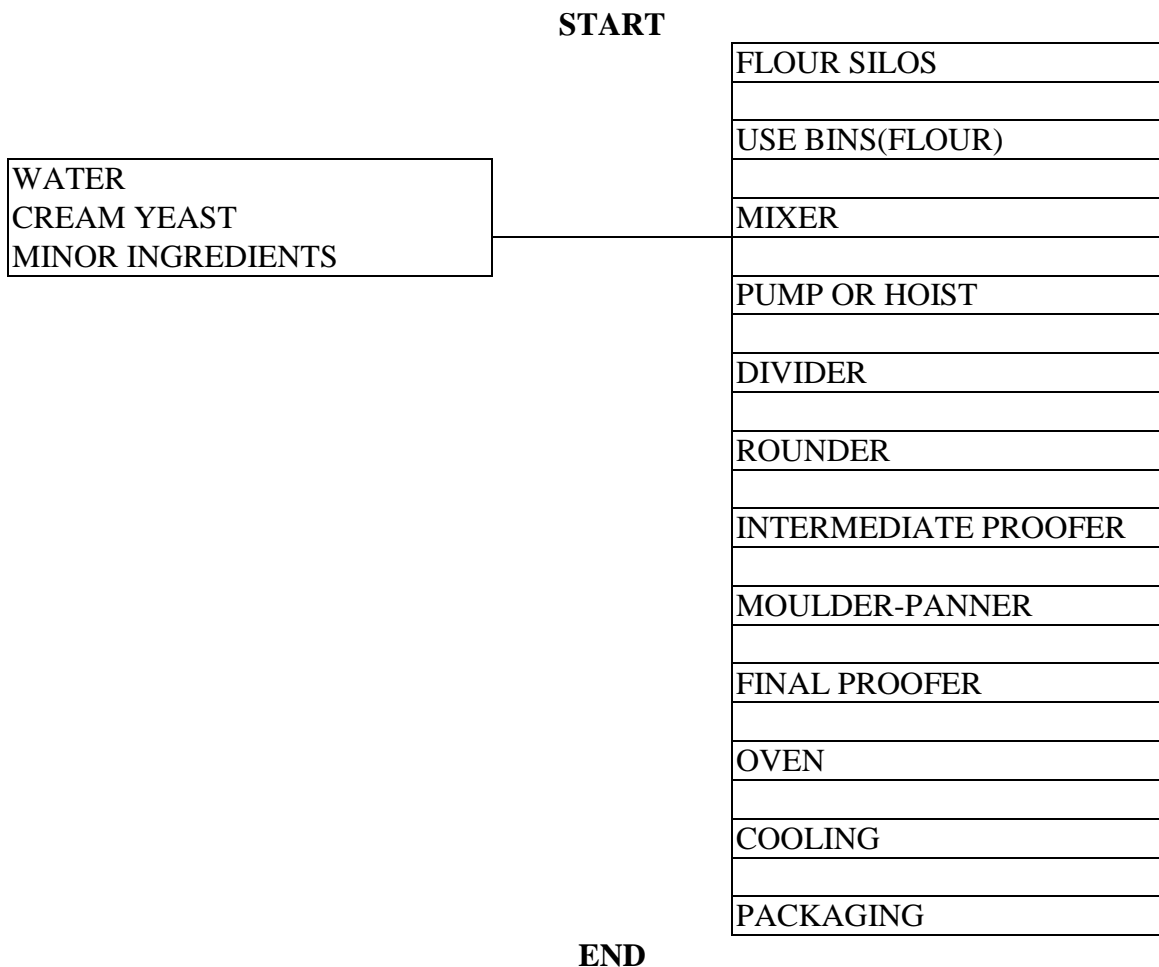 START
FLOUR SILOS
USE BINS(FLOUR)
WATER
CREAM YEAST
MINOR INGREDIENTS
MIXER
PUMP OR HOIST
DIVIDER
ROUNDER
INTERMEDIATE PROOFER
MOULDER-PANNER
FINAL PROOFER
OVEN
COOLING
PACKAGING
END